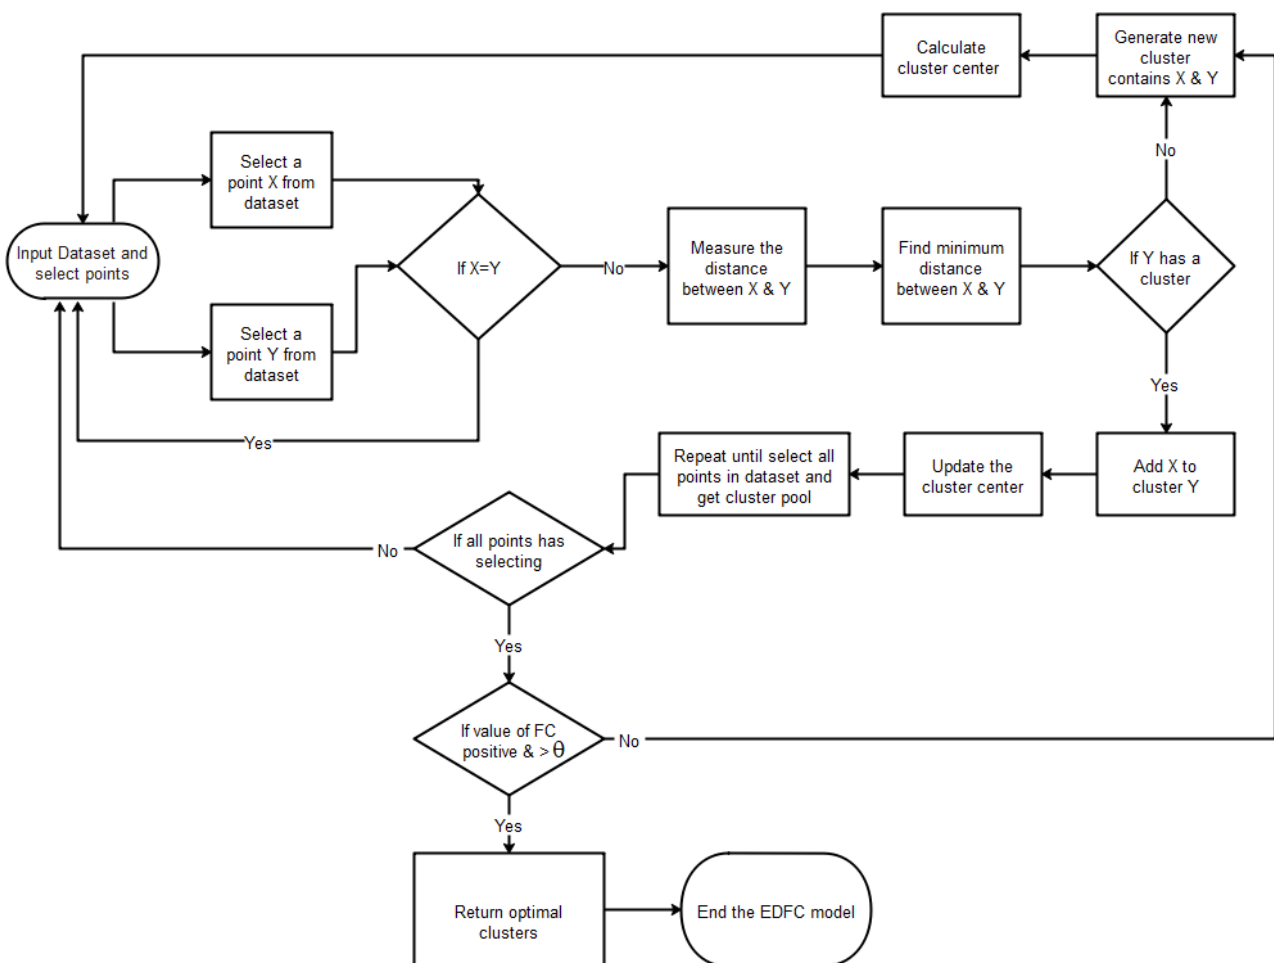 Calculate
cluster center
Generate new
cluster
contains X & Y
No
Select a
point X from
dataset
Input Dataset and
select points
If X=Y
No
Measure the
distance
between X & Y
Find minimum
distance
between X & Y
If Y has a
cluster
Select a
point Y from
dataset
Yes
Yes
Repeat until select all
points in dataset and
get cluster pool
Update the
cluster center
Add X to
cluster Y
If all points has
selecting
No
Yes
If value of FC
positive & > θ
No
Yes
Return optimal
clusters
End the EDFC model